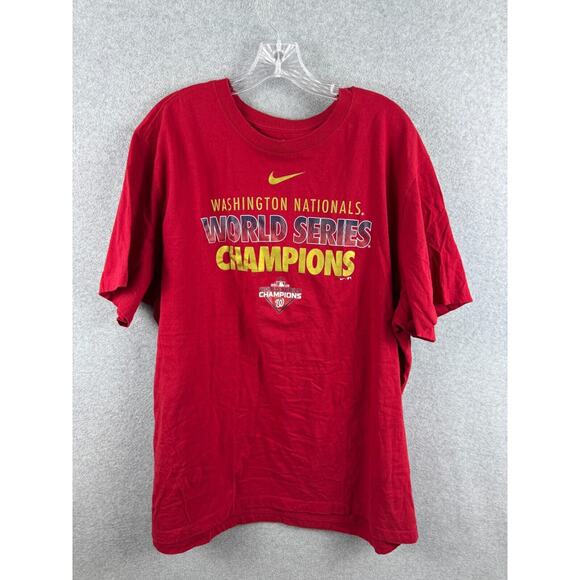 WASHINGTON NATIONALS®
WORLD SERIES
CHAMPIONS
CHAMPIONS
W